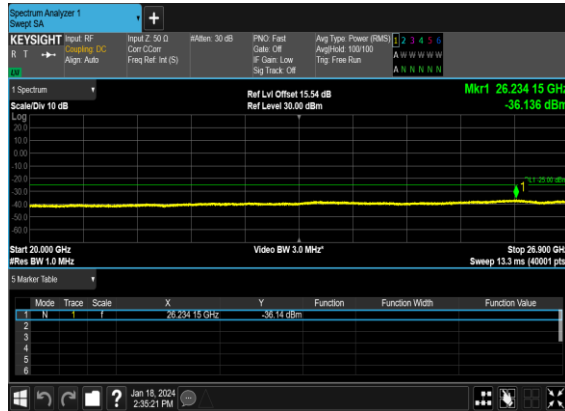 Spectrum Analyzer 1
Swept SA
+
KEYSIGHT Input: RF Input Z: 50 Ω #Atten: 30 dB PNO: Fast Avg Type: Power (RMS) 1 2 3 4 5 6
R T Coupling: DC Corr CCorr Gate: Off Avg|Hold: 100/100 A W W W W W
Align: Auto Freq Ref: Int (S) IF Gain: Low Trig: Free Run
LW Sig Track: Off A N N N N N
1 Spectrum Ref Lvl Offset 15.54 dB Mkr1 26.234 15 GHz
Scale/Div 10 dB Ref Level 30.00 dBm -36.136 dBm
Log
20.0
10.0
0.00
-10.0
-20.0
DL1 -25.00 dBm
1
-30.0
-40.0
-50.0
-60.0
Start 20.000 GHz Video BW 3.0 MHz* Stop 26.900 GHz
#Res BW 1.0 MHz Sweep 13.3 ms (40001 pts)
5 Marker Table
Mode Trace Scale X Y Function Function Width Function Value
1 N 1 f 26.234 15 GHz -36.14 dBm
2
3
4
5
6
? Jan 18, 2024
2:35:21 PM